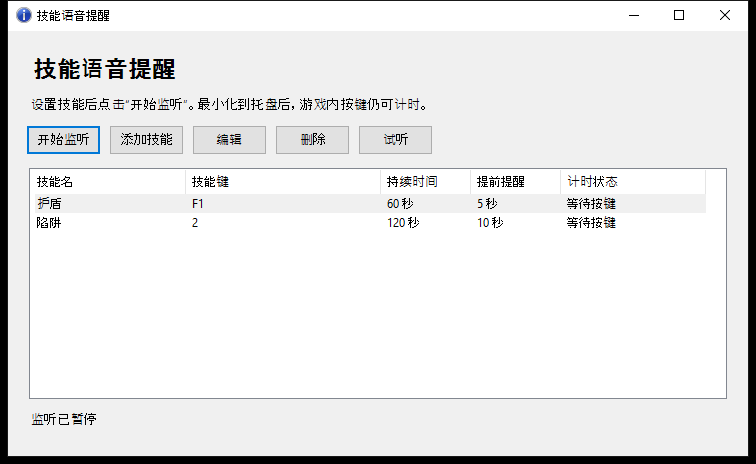 技能语音提醒
技能语音提醒
设置技能后点击“开始监听”。最小化到托盘后，游戏内按键仍可计时。
开始监听 添加技能 编辑 删除 试听
技能名 技能键 持续时间 提前提醒 计时状态
护盾 F1 60 秒 5 秒 等待按键
陷阱 2 120 秒 10 秒 等待按键
监听已暂停